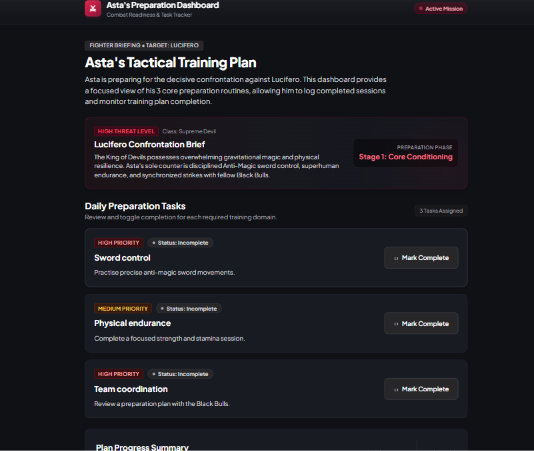 Asta's Preparation Dashboard
Combat Readiness & Task Tracker
Active Mission
FIGHTER BRIEFING • TARGET: LUCIFERO
Asta's Tactical Training Plan
Asta is preparing for the decisive confrontation against Lucifero. This dashboard provides
a focused view of his 3 core preparation routines, allowing him to log completed sessions
and monitor training plan completion.
HIGH THREAT LEVEL Class: Supreme Devil
Lucifero Confrontation Brief
The King of Devils possesses overwhelming gravitational magic and physical
resilience. Asta's sole counter is disciplined Anti-Magic sword control, superhuman
endurance, and synchronized strikes with fellow Black Bulls.
PREPARATION PHASE
Stage 1: Core Conditioning
Daily Preparation Tasks
Review and toggle completion for each required training domain.
3 Tasks Assigned
HIGH PRIORITY Status: Incomplete
Sword control
Practise precise anti-magic sword movements.
Mark Complete
MEDIUM PRIORITY Status: Incomplete
Physical endurance
Complete a focused strength and stamina session.
Mark Complete
HIGH PRIORITY Status: Incomplete
Team coordination
Review a preparation plan with the Black Bulls.
Mark Complete
Plan Progress Summary